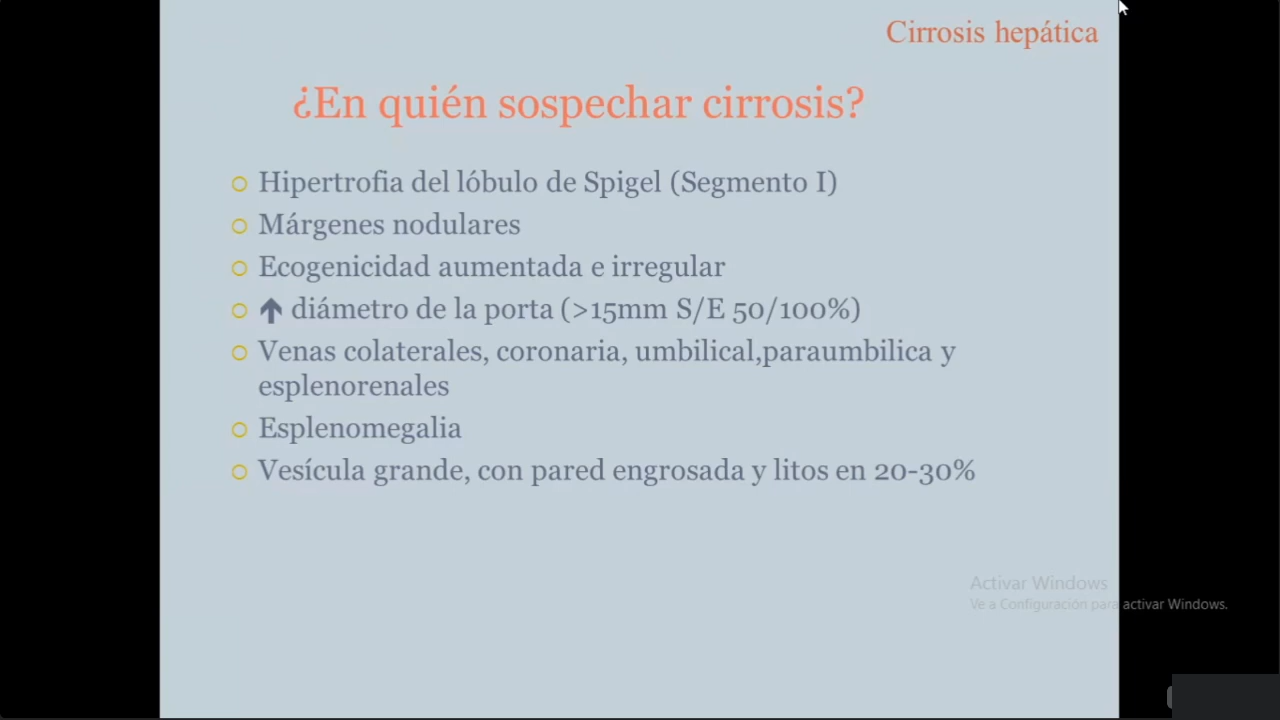 Cirrosis hepática
¿En quién sospechar cirrosis?
Hipertrofia del lóbulo de Spigel (Segmento I)
Márgenes nodulares
Ecogenicidad aumentada e irregular
🡅 diámetro de la porta (>15mm S/E 50/100%)
Venas colaterales, coronaria, umbilical,paraumbilica y
esplenorenales
Esplenomegalia
Vesícula grande, con pared engrosada y litos en 20-30%
Activar Windows
Ve a Configuración para activar Windows.